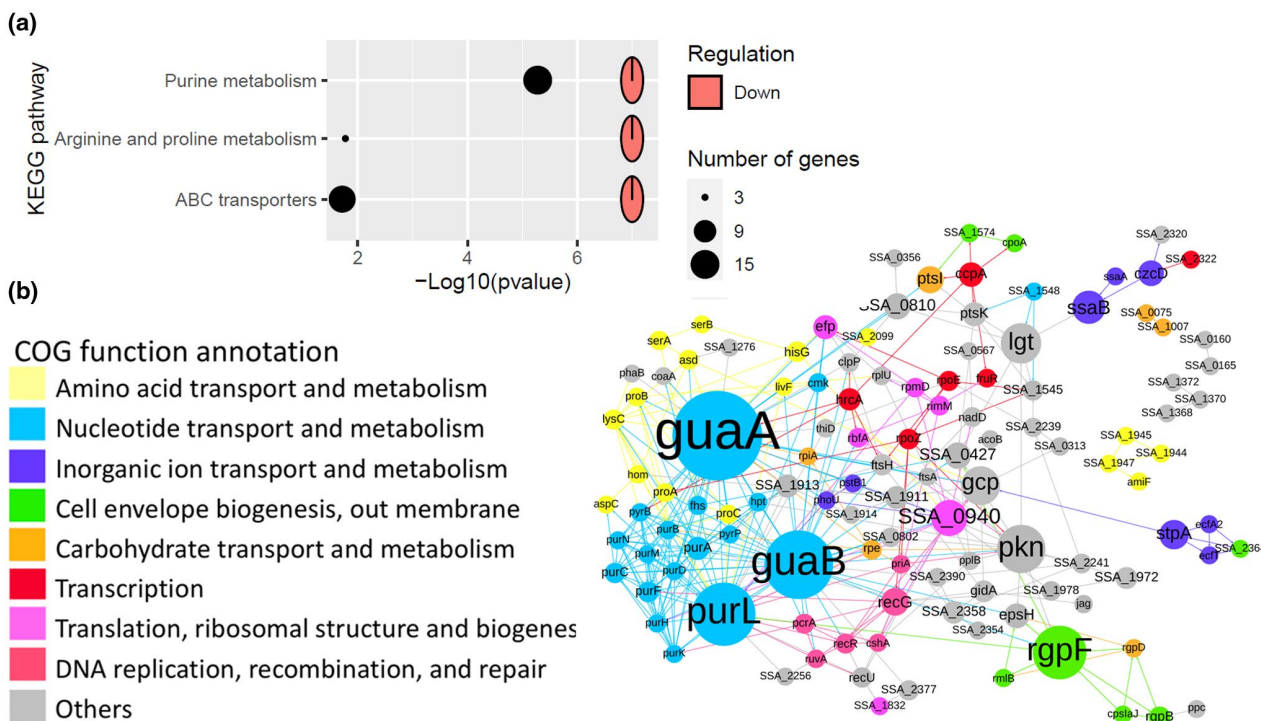 (a)
KEGG pathway
Purine metabolism
Arginine and proline metabolism
ABC transporters
2 4 6
−Log10(pvalue)
Regulation
Down
Number of genes
3
9
15
(b)
COG function annotation
Amino acid transport and metabolism
Nucleotide transport and metabolism
Inorganic ion transport and metabolism
Cell envelope biogenesis, out membrane
Carbohydrate transport and metabolism
Transcription
Translation, ribosomal structure and biogenes
DNA replication, recombination, and repair
Others
SSA_1574
cpoA
SSA_2320
SSA_0356
ptsI
ccpA
ssaA
czcD
SSA_2322
SSA_1548
SSA_0810
ptsK
ssaB
SSA_0075
SSA_1007
serB
efp
SSA_2099
lgt
SSA_0160
serA
asd
SSA_1276
hisG
clpP
SSA_0567
SSA_0165
phaB
coaA
livF
cmk
rplU
rpmD
rpoE
fruR
SSA_1545
SSA_1372
SSA_1370
SSA_1368
proB
lysC
guaA
hrcA
rimM
nadD
thiD
rbfA
rpoZ
acoB
SSA_2239
SSA_0313
SSA_1945
SSA_1944
SSA_1947
amiF
rpiA
ftsH
SSA_0427
hom
proA
SSA_1913
pstB1
ftsA
gcp
aspC
pyrB
fhs
hpt
phoU
SSA_1911
proC
SSA_1914
SSA_0940
purB
pyrP
purN
purM
purA
SSA_0802
stpA
ecfA2
ecfT
SSA_236
purC
purD
guaB
rpe
priA
pplB
pkn
SSA_2241
SSA_1972
purF
SSA_2390
gidA
SSA_1978
jag
purL
recG
SSA_2358
epsH
purH
pcrA
SSA_2354
purK
recR
cshA
rgpF
rgpD
ruvA
recU
rmlB
SSA_2256
SSA_2377
SSA_1832
cpslaJ
rgpB
ppc